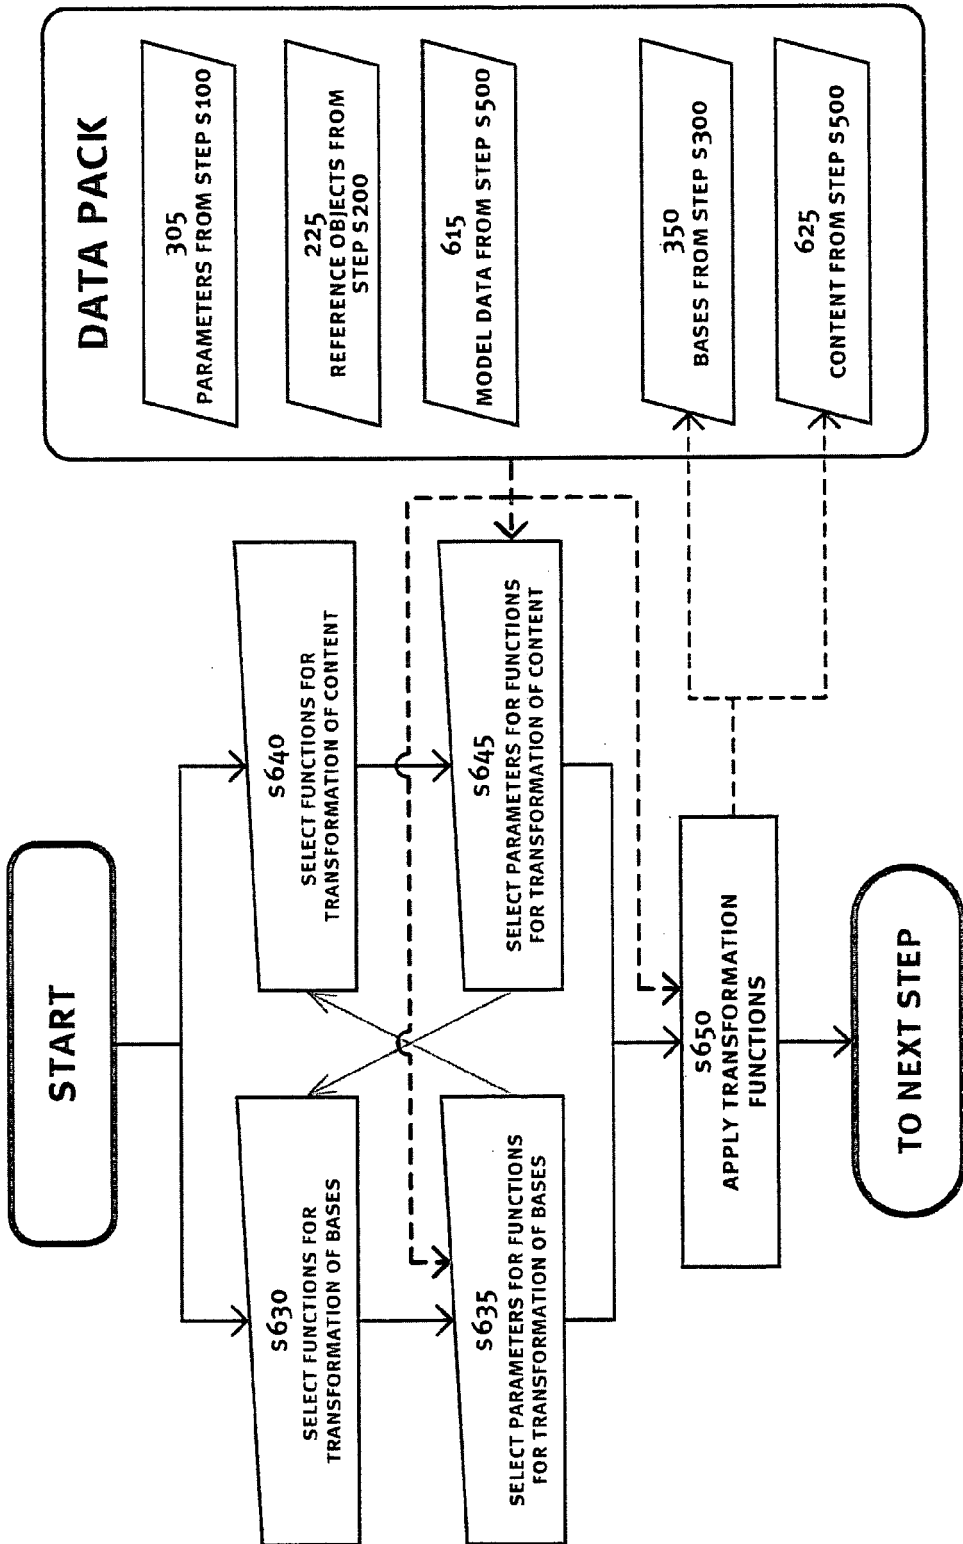 START
S630
SELECT FUNCTIONS FOR
TRANSFORMATION OF BASES
S640
SELECT FUNCTIONS FOR
TRANSFORMATION OF CONTENT
S635
SELECT PARAMETERS FOR FUNCTIONS
FOR TRANSFORMATION OF BASES
S645
SELECT PARAMETERS FOR FUNCTIONS
FOR TRANSFORMATION OF CONTENT
S650
APPLY TRANSFORMATION
FUNCTIONS
TO NEXT STEP
DATA PACK
305
PARAMETERS FROM STEP S100
225
REFERENCE OBJECTS FROM
STEP S200
615
MODEL DATA FROM STEP S500
350
BASES FROM STEP S300
625
CONTENT FROM STEP S500